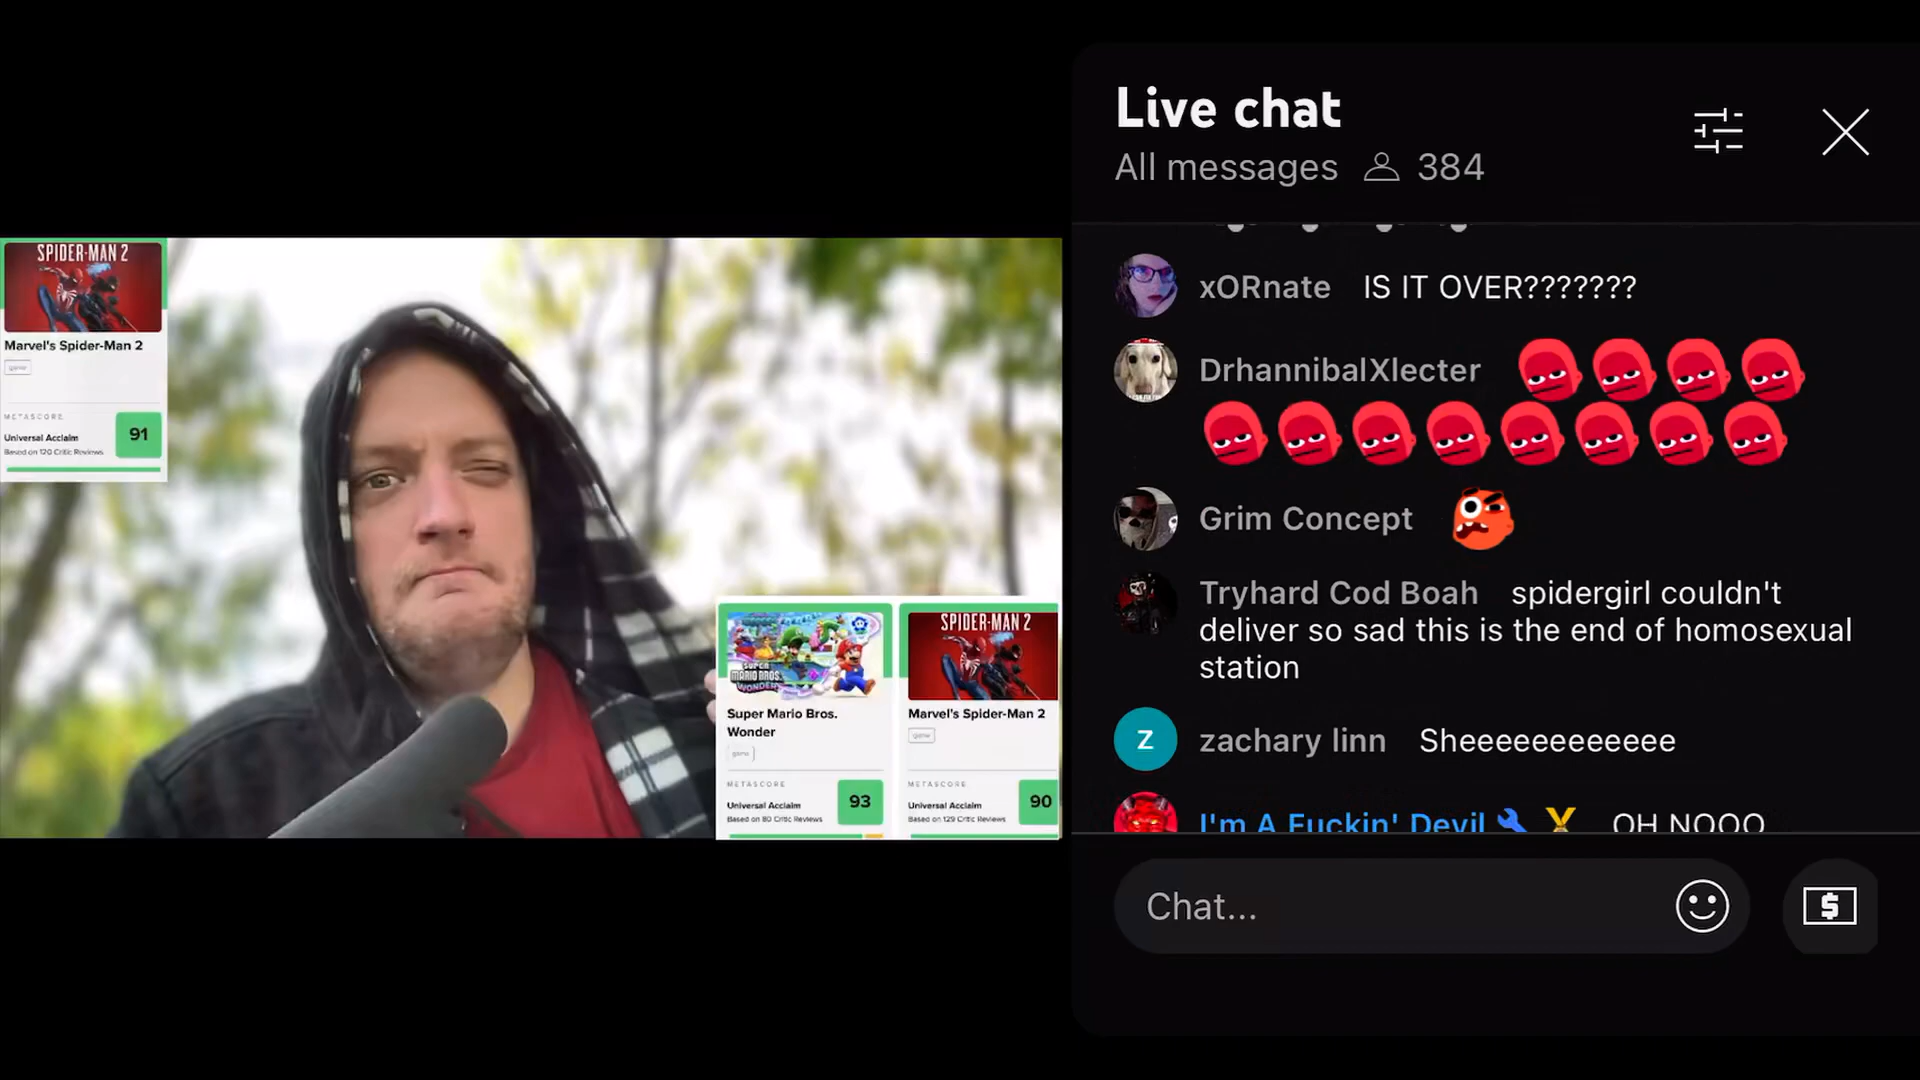 SPIDER-MAN 2
Marvel's Spider-Man 2
game
METASCORE
Universal Acclaim
Based on 120 Critic Reviews
91
SUPER
MARIO BROS.
WONDER
Super Mario Bros.
Wonder
game
METASCORE
Universal Acclaim
Based on 80 Critic Reviews
93
SPIDER-MAN 2
Marvel's Spider-Man 2
game
METASCORE
Universal Acclaim
Based on 129 Critic Reviews
90
Live chat
All messages 384
xORnate IS IT OVER???????
DrhannibalXlecter
Grim Concept
Tryhard Cod Boah spidergirl couldn't
deliver so sad this is the end of homosexual
station
Z
zachary linn Sheeeeeeeeeeee
I'm A Fuckin' Devil OH NOOO
Chat...
$